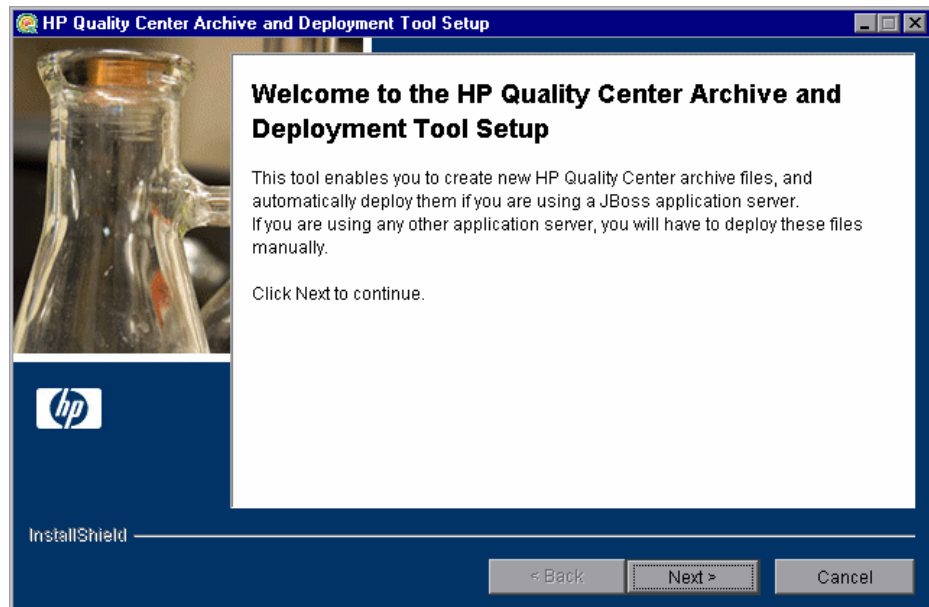 HP Quality Center Archive and Deployment Tool Setup
Welcome to the HP Quality Center Archive and
Deployment Tool Setup
This tool enables you to create new HP Quality Center archive files, and
automatically deploy them if you are using a JBoss application server.
If you are using any other application server, you will have to deploy these files
manually.
Click Next to continue.
hp
InstallShield
< Back
Next >
Cancel